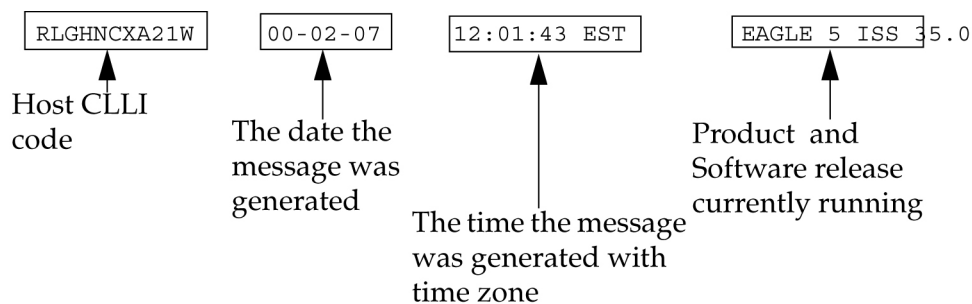 RLGHNCXA21W 00-02-07 12:01:43 EST EAGLE 5 ISS 35.0
Host CLLI
code
The date the
message was
generated
The time the message
was generated with
time zone
Product and
Software release
currently running